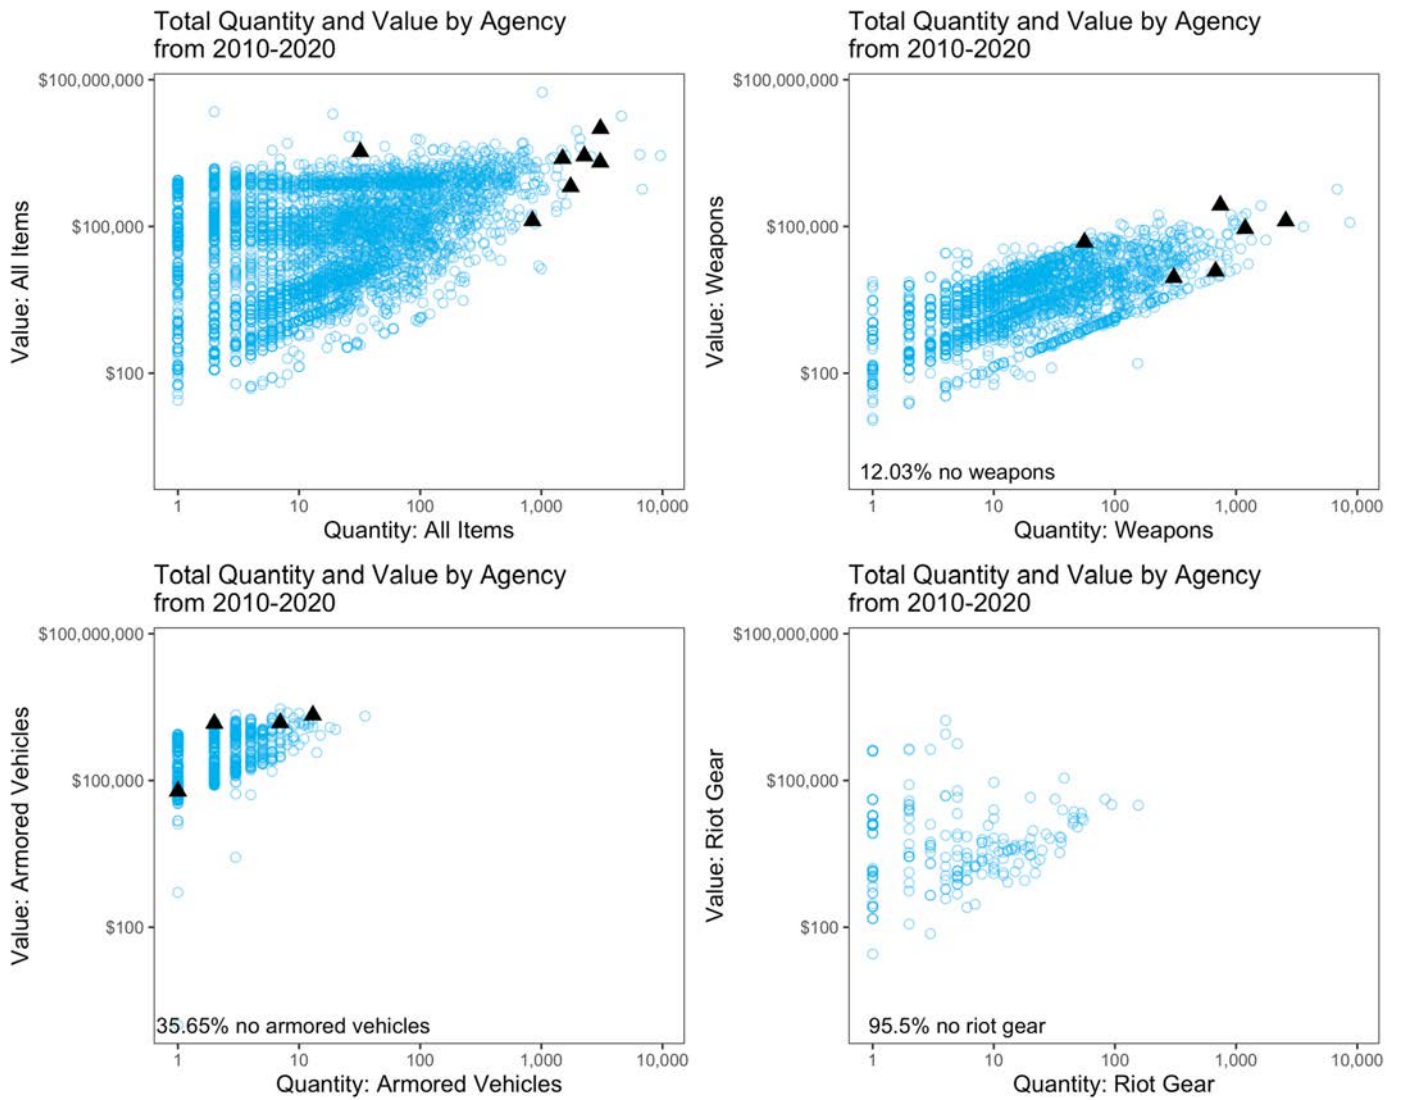 Total Quantity and Value by Agency
from 2010-2020
$100,000,000
$100,000
$100
Value: All Items
1
10
100
1,000
10,000
Quantity: All Items
Total Quantity and Value by Agency
from 2010-2020
$100,000,000
$100,000
$100
Value: Weapons
12.03% no weapons
1
10
100
1,000
10,000
Quantity: Weapons
Total Quantity and Value by Agency
from 2010-2020
$100,000,000
$100,000
$100
Value: Armored Vehicles
35.65% no armored vehicles
1
10
100
1,000
10,000
Quantity: Armored Vehicles
Total Quantity and Value by Agency
from 2010-2020
$100,000,000
$100,000
$100
Value: Riot Gear
95.5% no riot gear
1
10
100
1,000
10,000
Quantity: Riot Gear